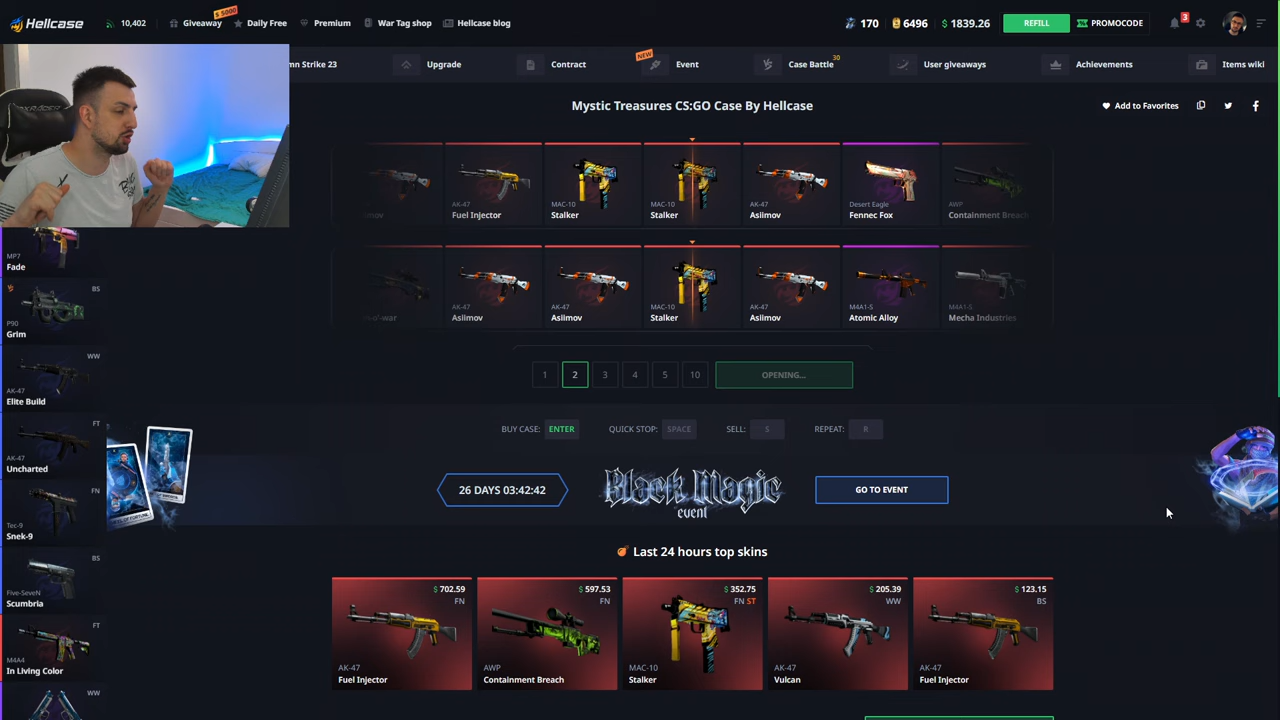 Hellcase
10,402
Giveaway
$ 5000
Daily Free
Premium
War Tag shop
Hellcase blog
170
6496
$ 1839.26
REFILL
PROMOCODE
3
mn Strike 23
Upgrade
Contract
NEW
Event
Case Battle
30
User giveaways
Achievements
Items wiki
Mystic Treasures CS:GO Case By Hellcase
Add to Favorites
imov
AK-47
Fuel Injector
MAC-10
Stalker
MAC-10
Stalker
AK-47
Asiimov
Desert Eagle
Fennec Fox
AWP
Containment Breach
n-o'-war
AK-47
Asiimov
AK-47
Asiimov
MAC-10
Stalker
AK-47
Asiimov
M4A1-S
Atomic Alloy
M4A1-S
Mecha Industries
1
2
3
4
5
10
OPENING...
BUY CASE: ENTER
QUICK STOP: SPACE
SELL: S
REPEAT: R
26 DAYS 03:42:42
Black Magic
event
GO TO EVENT
Last 24 hours top skins
$ 702.59
FN
AK-47
Fuel Injector
$ 597.53
FN
AWP
Containment Breach
$ 352.75
FN ST
MAC-10
Stalker
$ 205.39
WW
AK-47
Vulcan
$ 123.15
BS
AK-47
Fuel Injector
MP7
Fade
BS
P90
Grim
WW
AK-47
Elite Build
FT
AK-47
Uncharted
FN
Tec-9
Snek-9
BS
Five-SeveN
Scumbria
FT
M4A4
In Living Color
WW